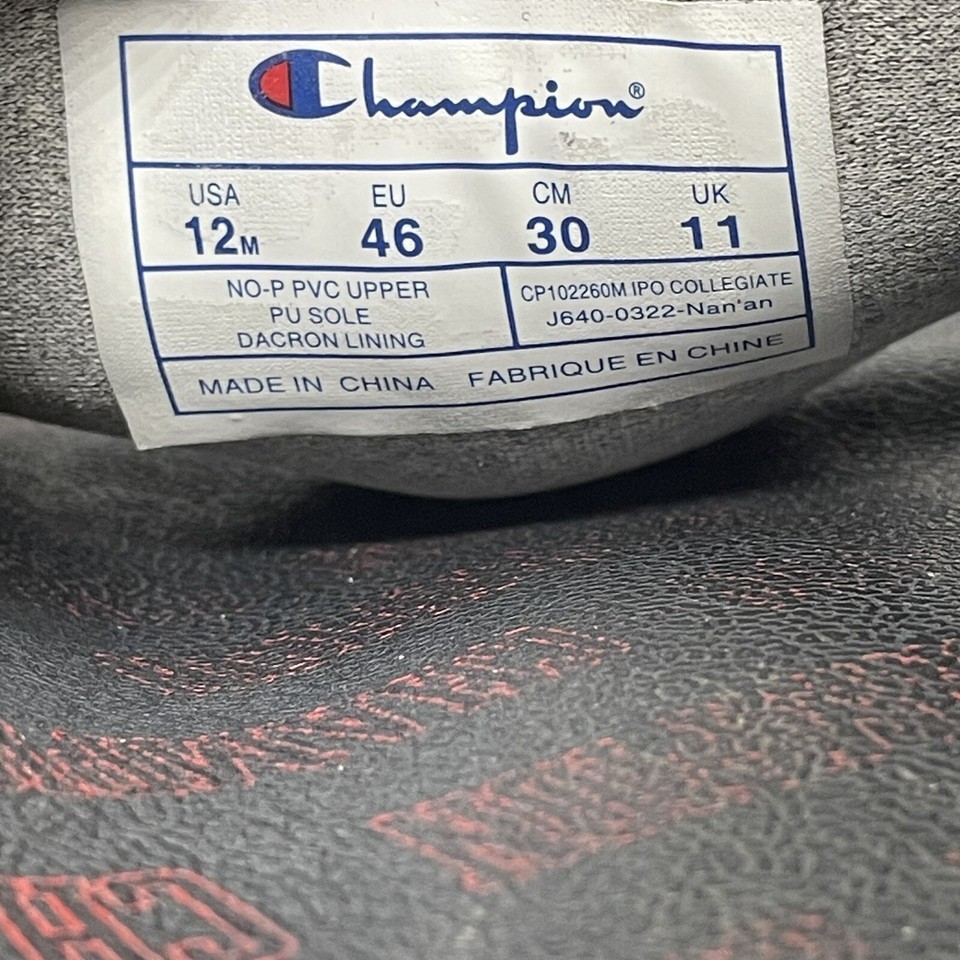 Champion®
USA EU CM UK
12M 46 30 11
NO-P PVC UPPER
PU SOLE
DACRON LINING
CP102260M IPO COLLEGIATE
J640-0322-Nan'an
MADE IN CHINA FABRIQUE EN CHINE